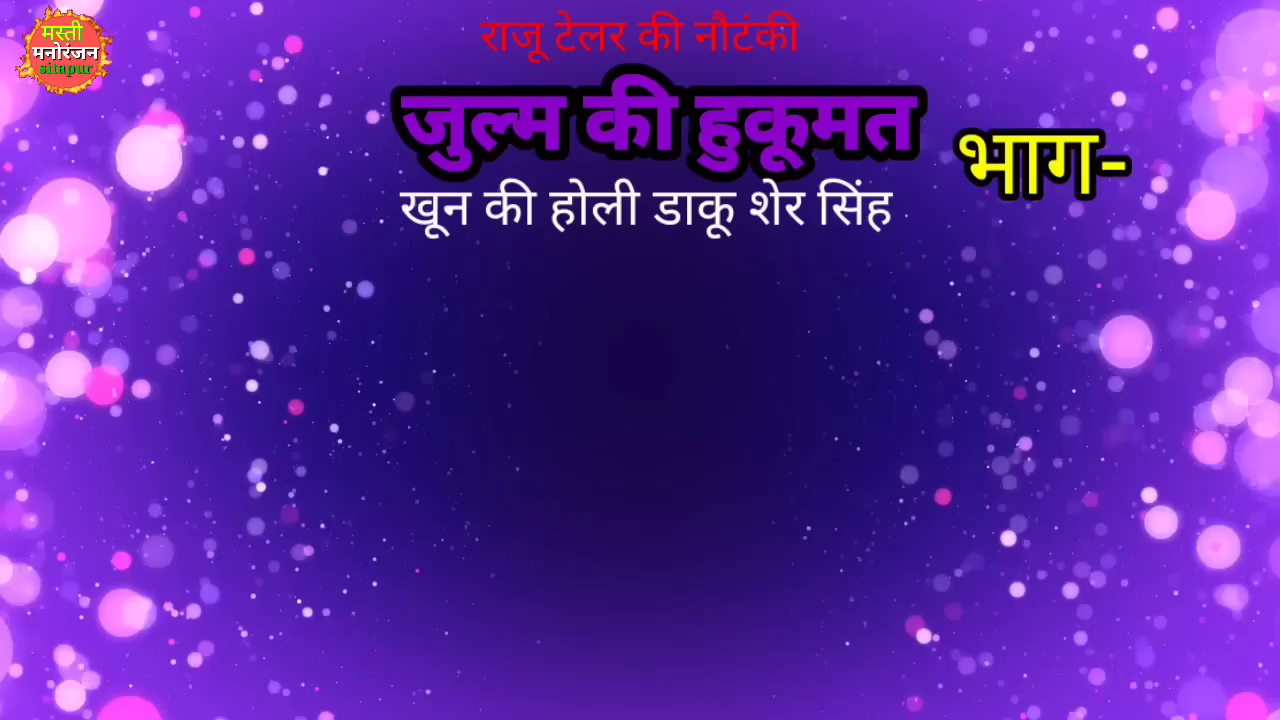 मस्ती
मनोरंजन
sitapur
राजू टेलर की नौटंकी
जुल्म की हुकूमत
भाग-
खून की होली डाकू शेर सिंह